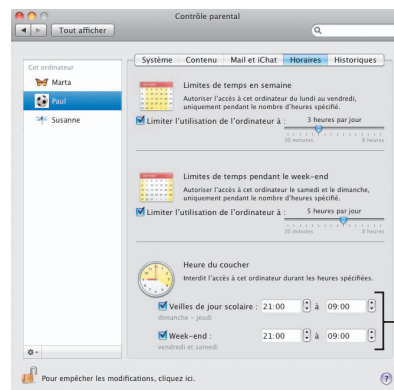 Contrôle parental
Tout afficher
Système Contenu Mail et iChat Horaires Historiques
Cet ordinateur
Marta
Paul
Susanne
Limites de temps en semaine
Autoriser l'accès à cet ordinateur du lundi au vendredi,
uniquement pendant le nombre d'heures spécifié.
Limiter l'utilisation de l'ordinateur à : 3 heures par jour
30 minutes 8 heures
Limites de temps pendant le week-end
Autoriser l'accès à cet ordinateur le samedi et le dimanche,
uniquement pendant le nombre d'heures spécifié.
Limiter l'utilisation de l'ordinateur à : 5 heures par jour
30 minutes 8 heures
Heure du coucher
Interdit l'accès à cet ordinateur durant les heures spécifiées.
Veilles de jour scolaire : 21:00 à 09:00
dimanche - jeudi
Week-end : 21:00 à 09:00
vendredi et samedi
Pour empêcher les modifications, cliquez ici. ?